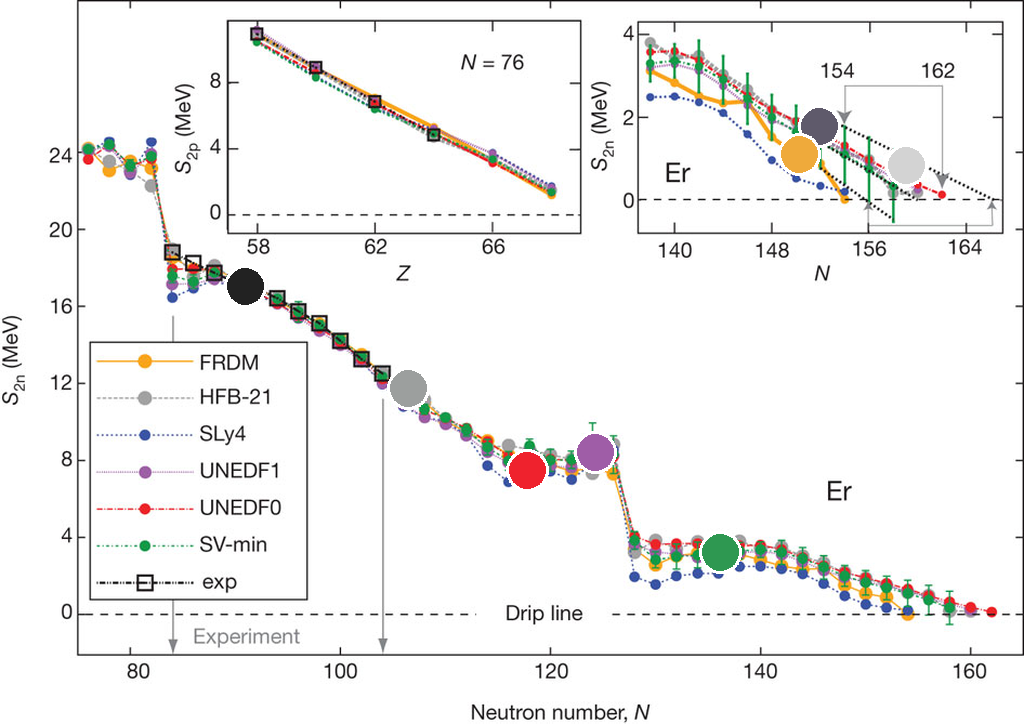 N = 76
S2p (MeV)
8
4
0
58
62
66
Z
154
162
Er
S2n (MeV)
4
2
0
140
148
156
164
N
S2n (MeV)
24
20
16
12
8
4
0
FRDM
HFB-21
SLy4
UNEDF1
UNEDF0
SV-min
exp
Er
Drip line
Experiment
80
100
120
140
160
Neutron number, N